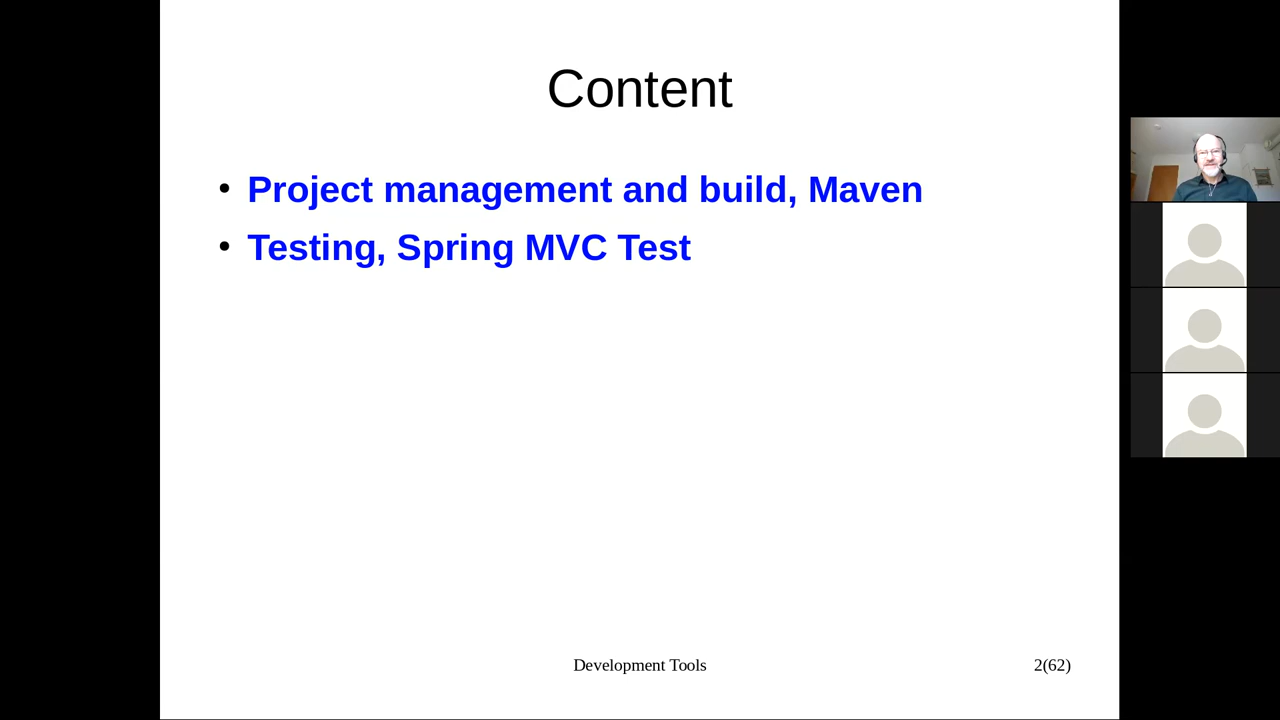 Content
• Project management and build, Maven
• Testing, Spring MVC Test
Development Tools
2(62)